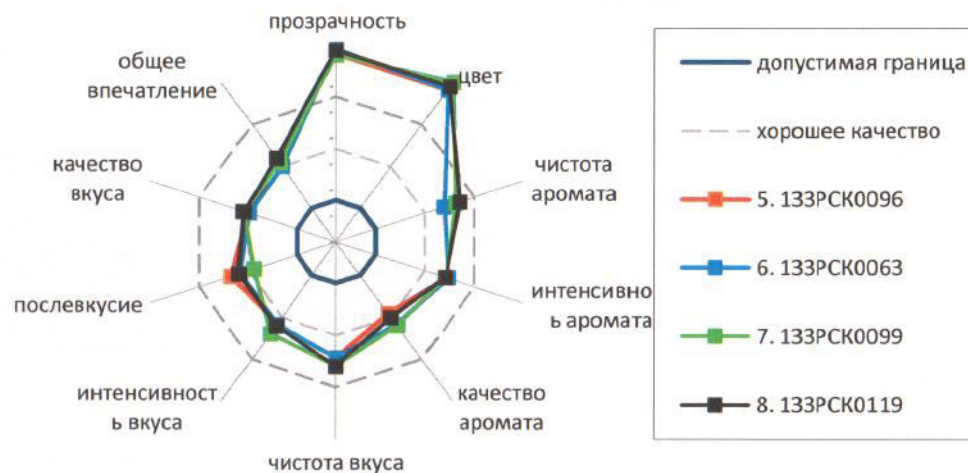 прозрачность
цвет
чистота
аромата
интенсивно
ь аромата
качество
аромата
чистота вкуса
интенсивност
ь вкуса
послевкусие
качество
вкуса
общее
впечатление
допустимая граница
хорошее качество
5. 133РСК0096
6. 133РСК0063
7. 133РСК0099
8. 133РСК0119